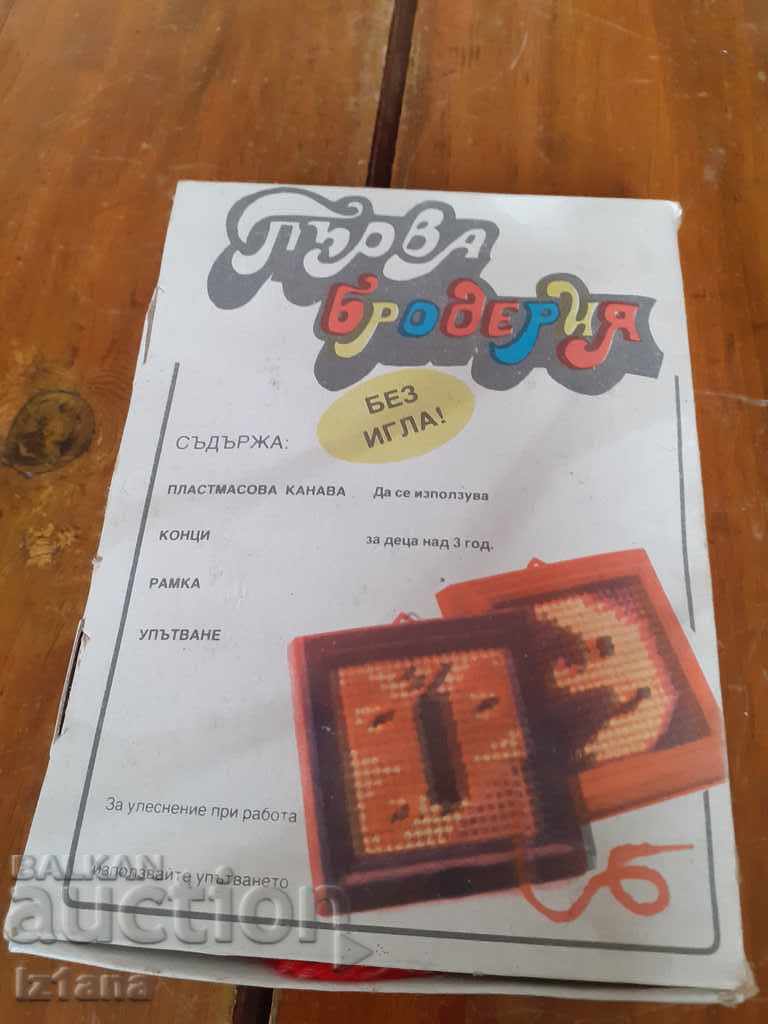 Първа
БРОДЕРИЯ
БЕЗ
ИГЛА!
СЪДЪРЖА:
ПЛАСТМАСОВА КАНАВА Да се използува
КОНЦИ за деца над 3 год.
РАМКА
УПЪТВАНЕ
За улеснение при работа
използвайте упътването
BALKAN
auction
Iz1ana